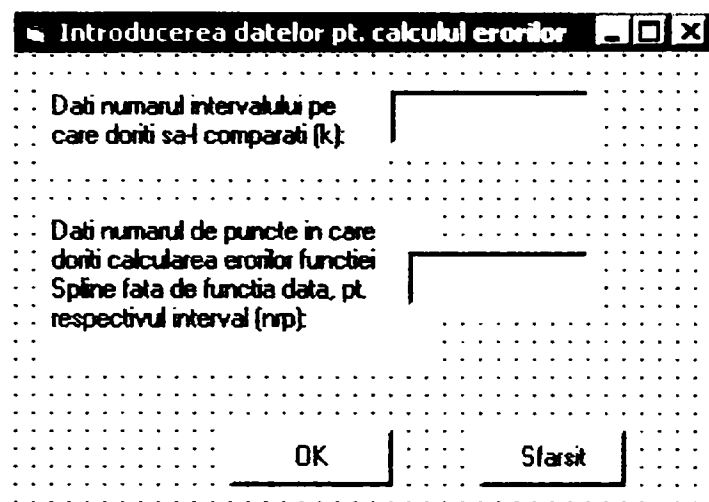 Introducerea datelor pt. calculul erorilor
Dati numarul intervalului pe
care doriti sa-l comparati (k):
Dati numarul de puncte in care
doriti calcularea erorilor functiei
Spline fata de functia data, pt.
respectivul interval (nrp):
OK
Sfarsit